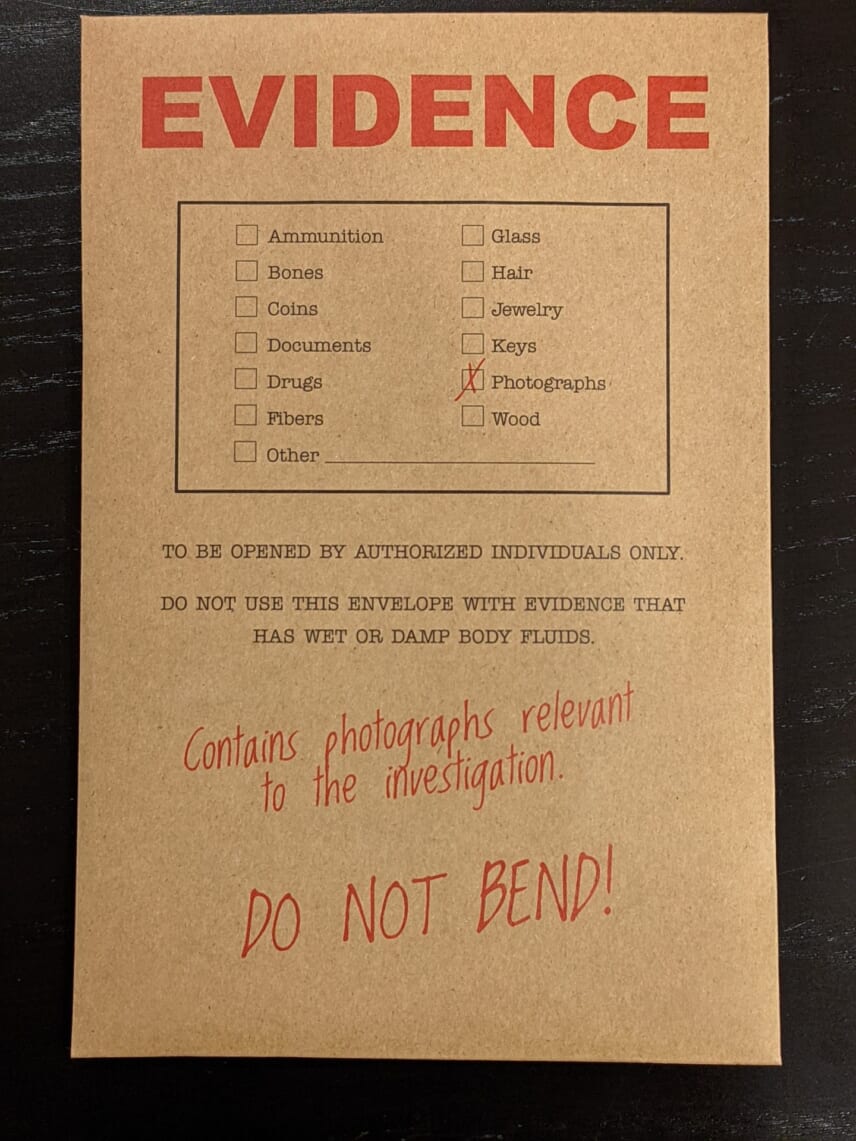 EVIDENCE
Ammunition
Bones
Coins
Documents
Drugs
Fibers
Other
Glass
Hair
Jewelry
Keys
Photographs
Wood
TO BE OPENED BY AUTHORIZED INDIVIDUALS ONLY.
DO NOT USE THIS ENVELOPE WITH EVIDENCE THAT
HAS WET OR DAMP BODY FLUIDS.
Contains photographs relevant
to the investigation.
DO NOT BEND!